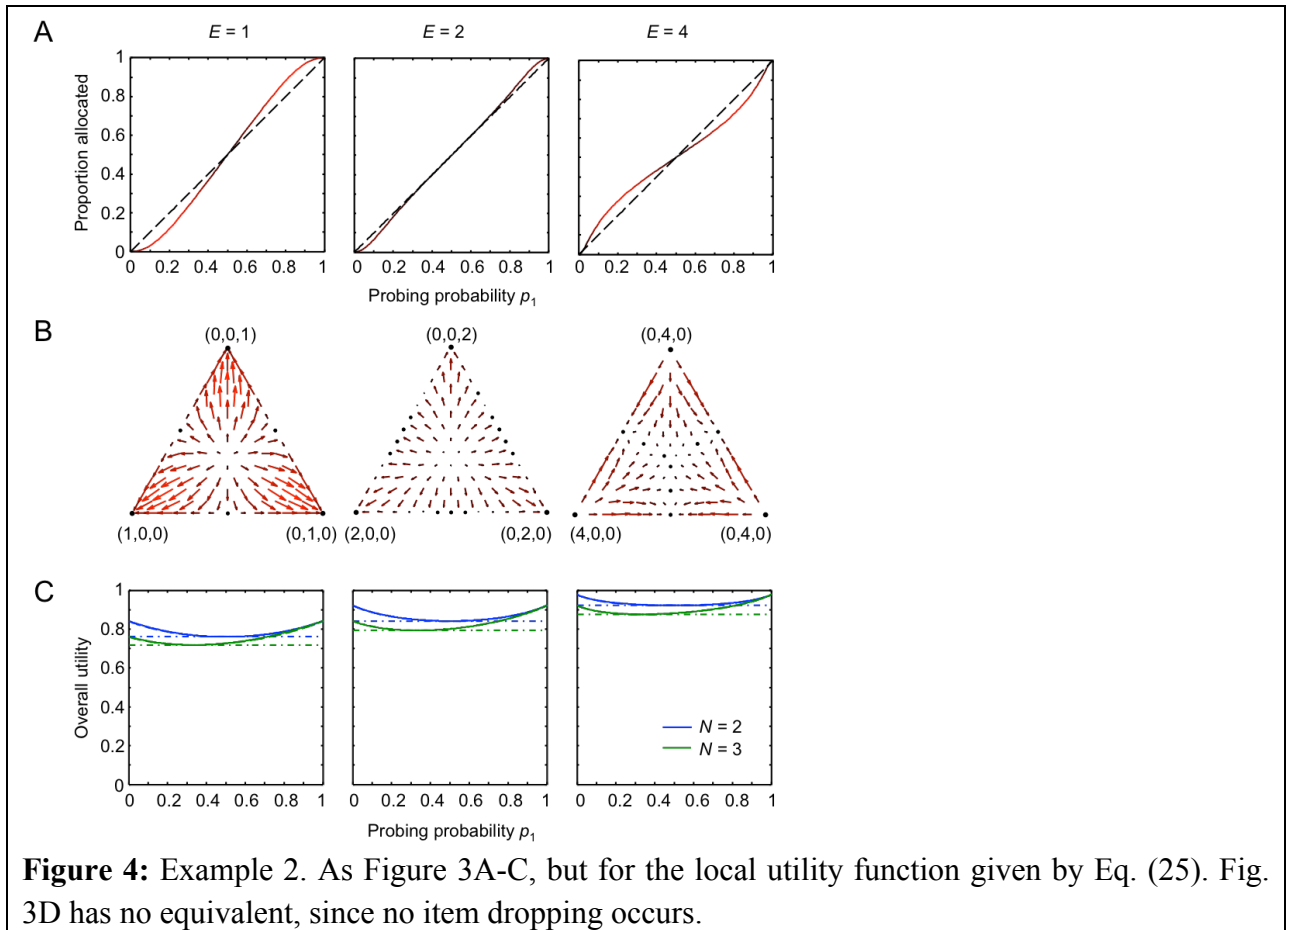 A
E = 1
E = 2
E = 4
Proportion allocated
1
0.8
0.6
0.4
0.2
0
0 0.2 0.4 0.6 0.8 1
0 0.2 0.4 0.6 0.8 1
0 0.2 0.4 0.6 0.8 1
Probing probability p1
B
(0,0,1)
(0,0,2)
(0,4,0)
(1,0,0)
(0,1,0)
(2,0,0)
(0,2,0)
(4,0,0)
(0,4,0)
C
Overall utility
1
0.8
0.6
0.4
0.2
0
N = 2
N = 3
0 0.2 0.4 0.6 0.8 1
0 0.2 0.4 0.6 0.8 1
0 0.2 0.4 0.6 0.8 1
Probing probability p1
Figure 4: Example 2. As Figure 3A-C, but for the local utility function given by Eq. (25). Fig.
3D has no equivalent, since no item dropping occurs.